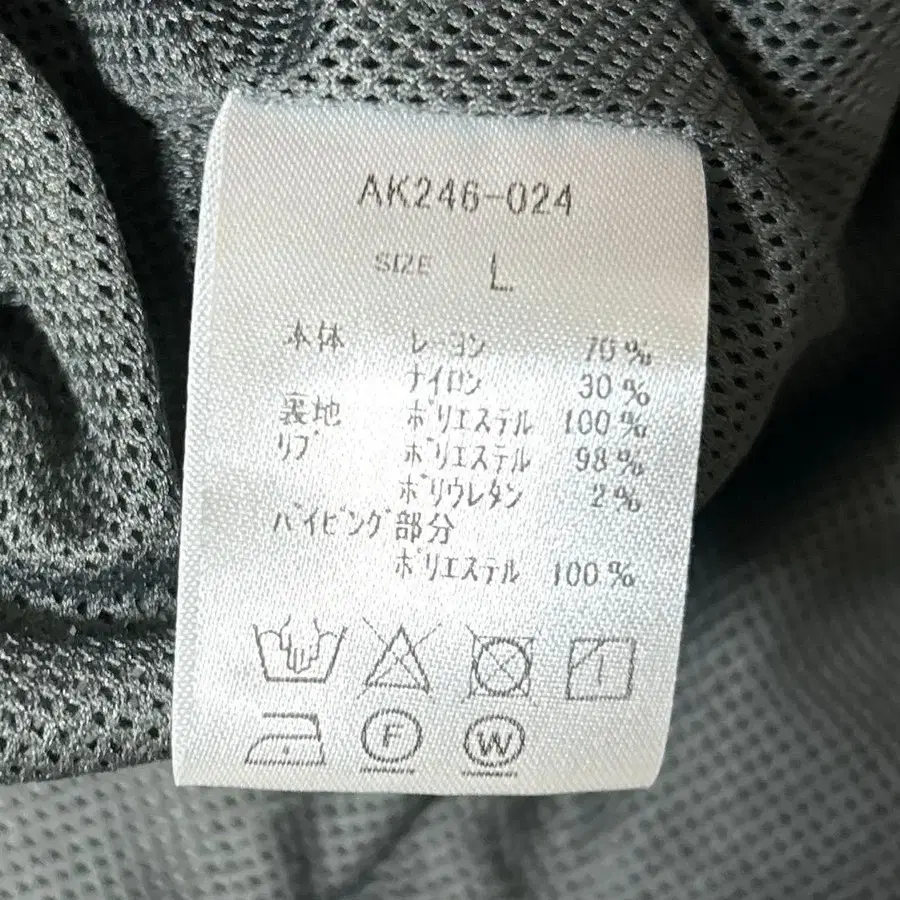 AK246-024
SIZE L
本体 レーヨン 70%
ナイロン 30%
裏地 ポリエステル 100%
リブ ポリエステル 98%
ポリウレタン 2%
パイピング部分
ポリエステル 100%
F W